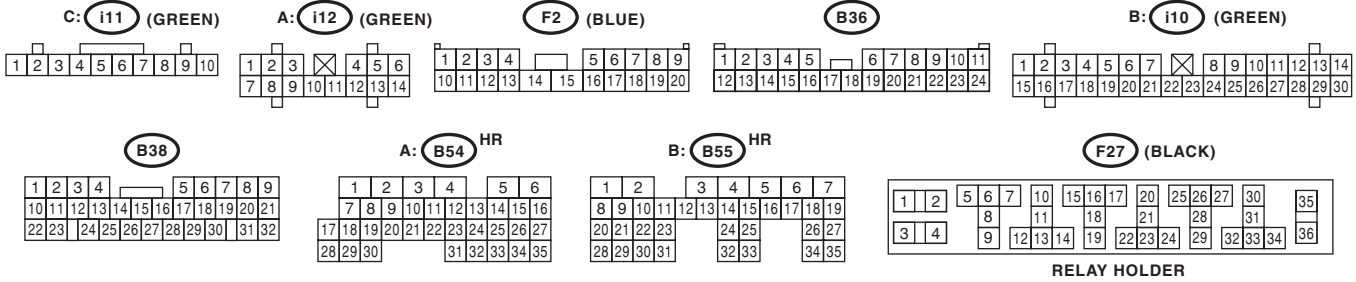 C: i11 (GREEN)
A: i12 (GREEN)
F2 (BLUE)
B36
B: i10 (GREEN)
1 2 3 4 5 6 7 8 9 10
1 2 3 4 5 6
7 8 9 10 11 12 13 14
1 2 3 4 5 6 7 8 9
10 11 12 13 14 15 16 17 18 19 20
1 2 3 4 5 6 7 8 9 10 11
12 13 14 15 16 17 18 19 20 21 22 23 24
1 2 3 4 5 6 7 8 9 10 11 12 13 14
15 16 17 18 19 20 21 22 23 24 25 26 27 28 29 30
B38
A: B54 HR
B: B55 HR
F27 (BLACK)
1 2 3 4 5 6 7 8 9
10 11 12 13 14 15 16 17 18 19 20 21
22 23 24 25 26 27 28 29 30 31 32
1 2 3 4 5 6
7 8 9 10 11 12 13 14 15 16
17 18 19 20 21 22 23 24 25 26 27
28 29 30 31 32 33 34 35
1 2 3 4 5 6 7
8 9 10 11 12 13 14 15 16 17 18 19
20 21 22 23 24 25 26 27
28 29 30 31 32 33 34 35
1 2 5 6 7 10 15 16 17 20 25 26 27 30 35
8 11 18 21 28 31
3 4 9 12 13 14 19 22 23 24 29 32 33 34 36
RELAY HOLDER